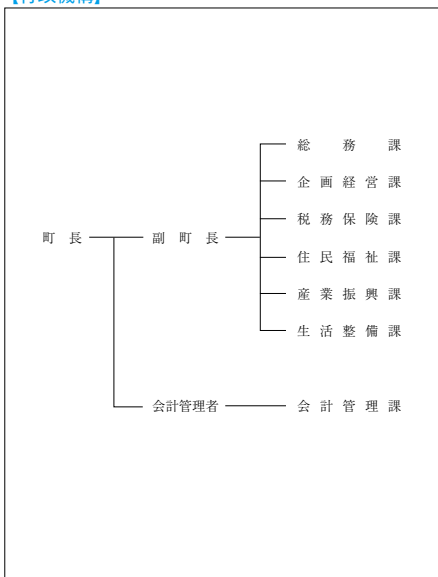 総務課
企画経営課
税務保険課
町長 副町長
住民福祉課
産業振興課
生活整備課
会計管理者 会計管理課